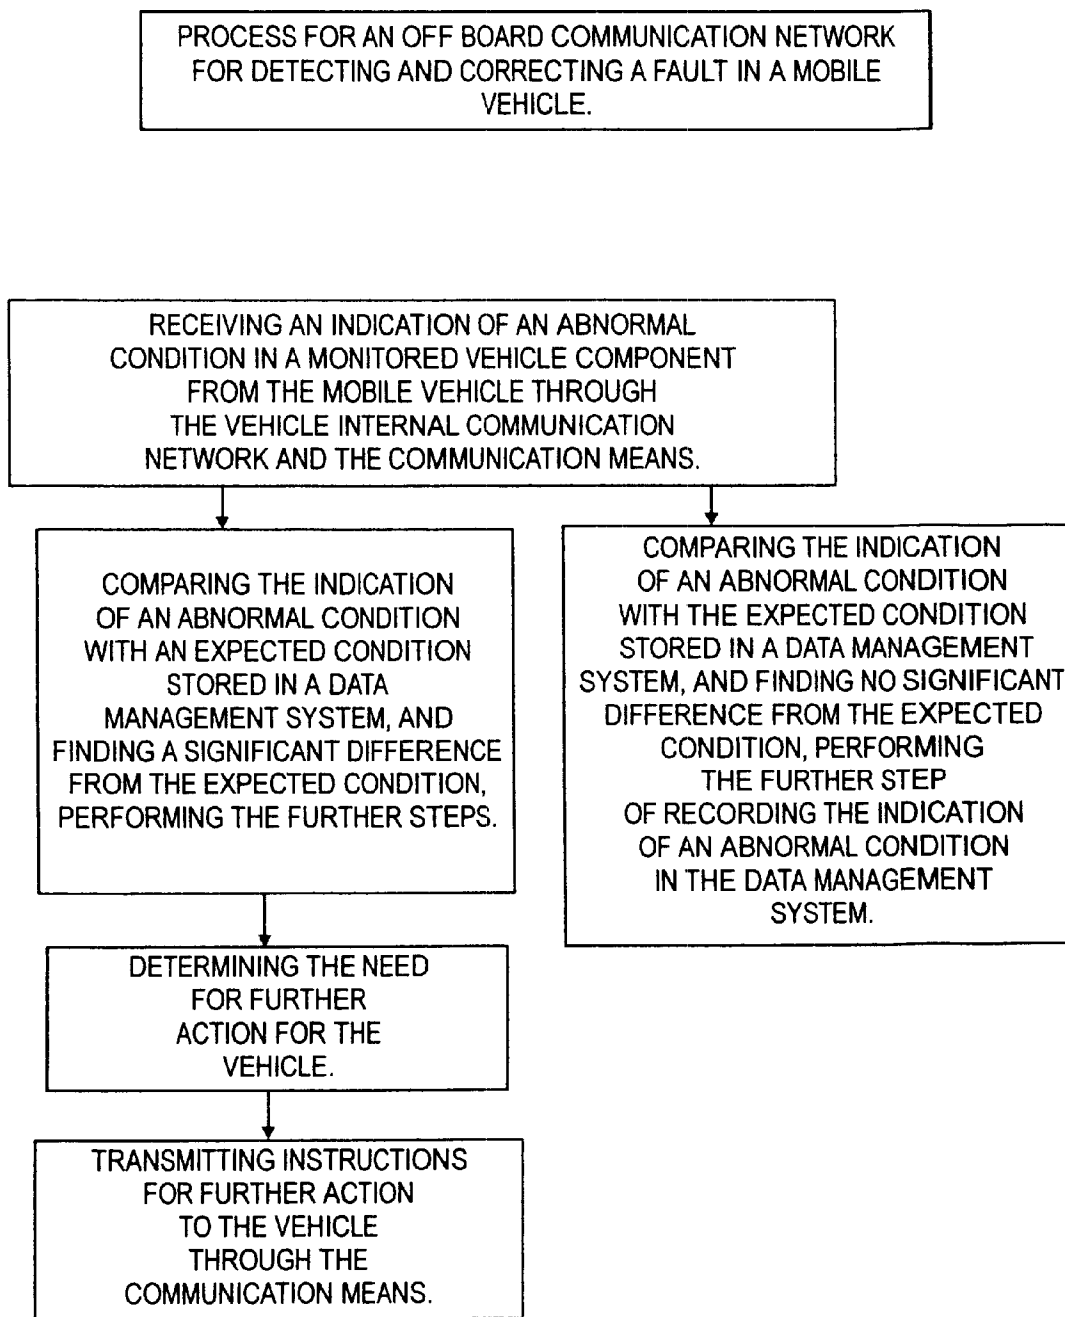 PROCESS FOR AN OFF BOARD COMMUNICATION NETWORK
FOR DETECTING AND CORRECTING A FAULT IN A MOBILE
VEHICLE.
RECEIVING AN INDICATION OF AN ABNORMAL
CONDITION IN A MONITORED VEHICLE COMPONENT
FROM THE MOBILE VEHICLE THROUGH
THE VEHICLE INTERNAL COMMUNICATION
NETWORK AND THE COMMUNICATION MEANS.
COMPARING THE INDICATION
OF AN ABNORMAL CONDITION
WITH AN EXPECTED CONDITION
STORED IN A DATA
MANAGEMENT SYSTEM, AND
FINDING A SIGNIFICANT DIFFERENCE
FROM THE EXPECTED CONDITION,
PERFORMING THE FURTHER STEPS.
COMPARING THE INDICATION
OF AN ABNORMAL CONDITION
WITH THE EXPECTED CONDITION
STORED IN A DATA MANAGEMENT
SYSTEM, AND FINDING NO SIGNIFICANT
DIFFERENCE FROM THE EXPECTED
CONDITION, PERFORMING
THE FURTHER STEP
OF RECORDING THE INDICATION
OF AN ABNORMAL CONDITION
IN THE DATA MANAGEMENT
SYSTEM.
DETERMINING THE NEED
FOR FURTHER
ACTION FOR THE
VEHICLE.
TRANSMITTING INSTRUCTIONS
FOR FURTHER ACTION
TO THE VEHICLE
THROUGH THE
COMMUNICATION MEANS.